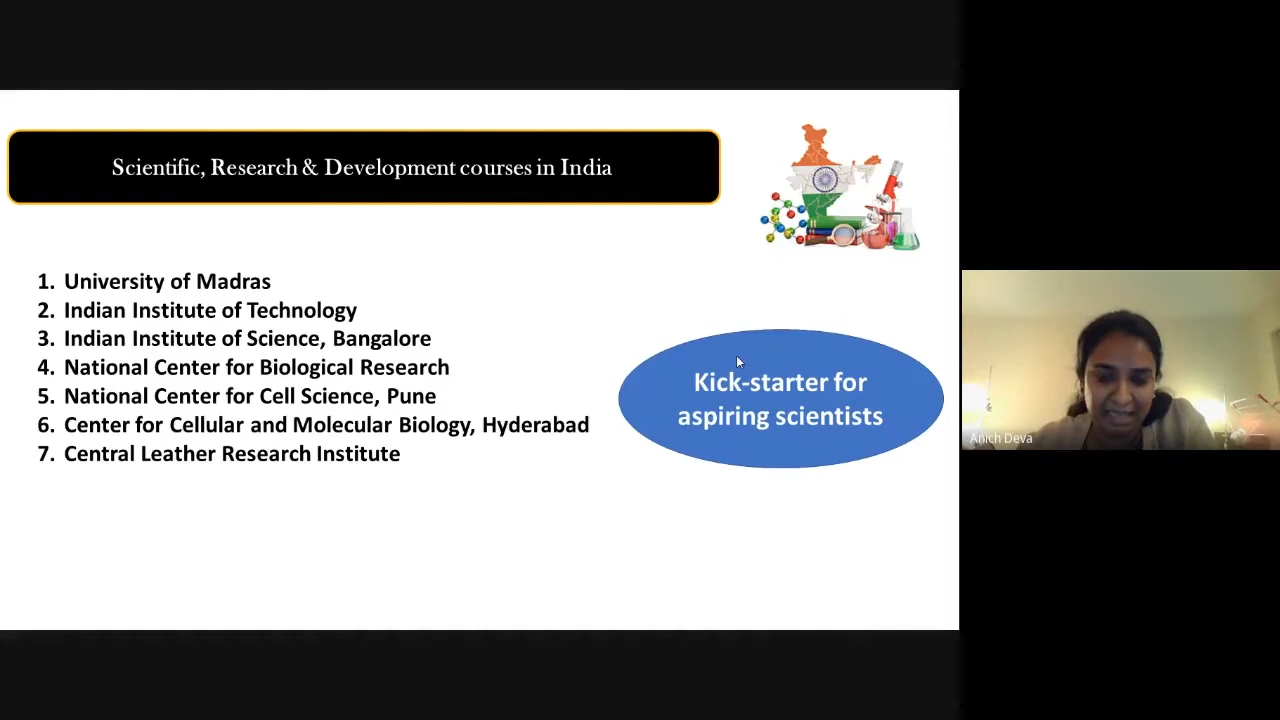 Scientific, Research & Development courses in India
1. University of Madras
2. Indian Institute of Technology
3. Indian Institute of Science, Bangalore
4. National Center for Biological Research
5. National Center for Cell Science, Pune
6. Center for Cellular and Molecular Biology, Hyderabad
7. Central Leather Research Institute
Kick-starter for
aspiring scientists
Anich Deva